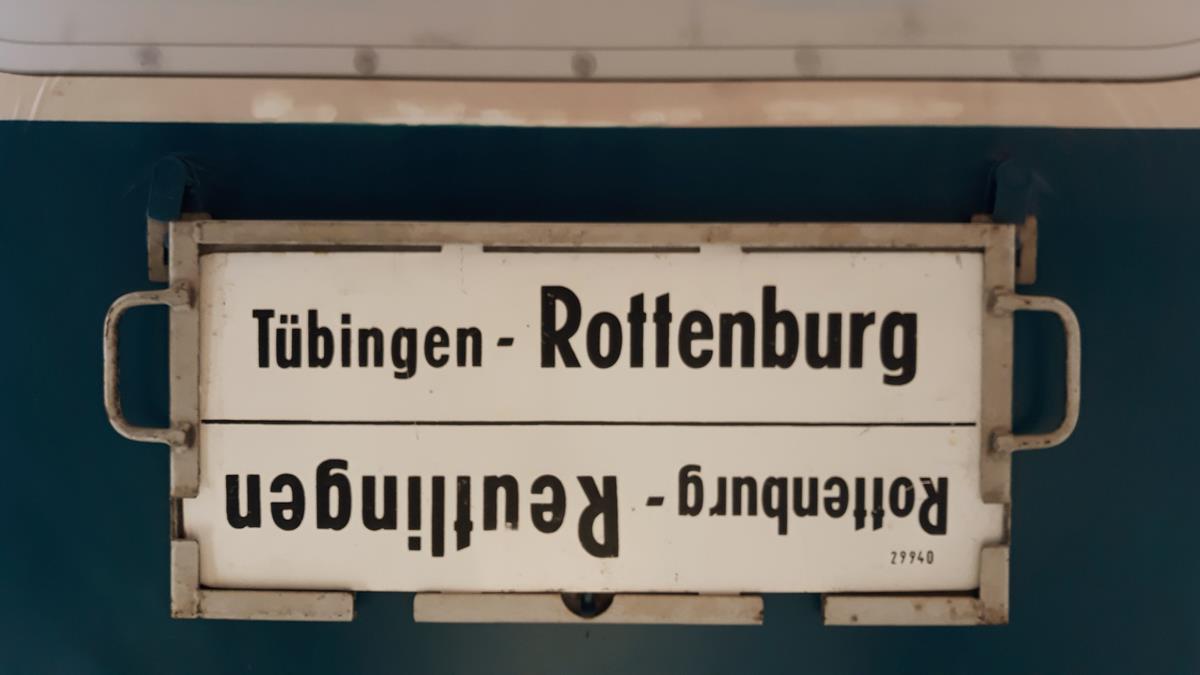 Tübingen - Rottenburg
Rottenburg - Reutlingen
29940